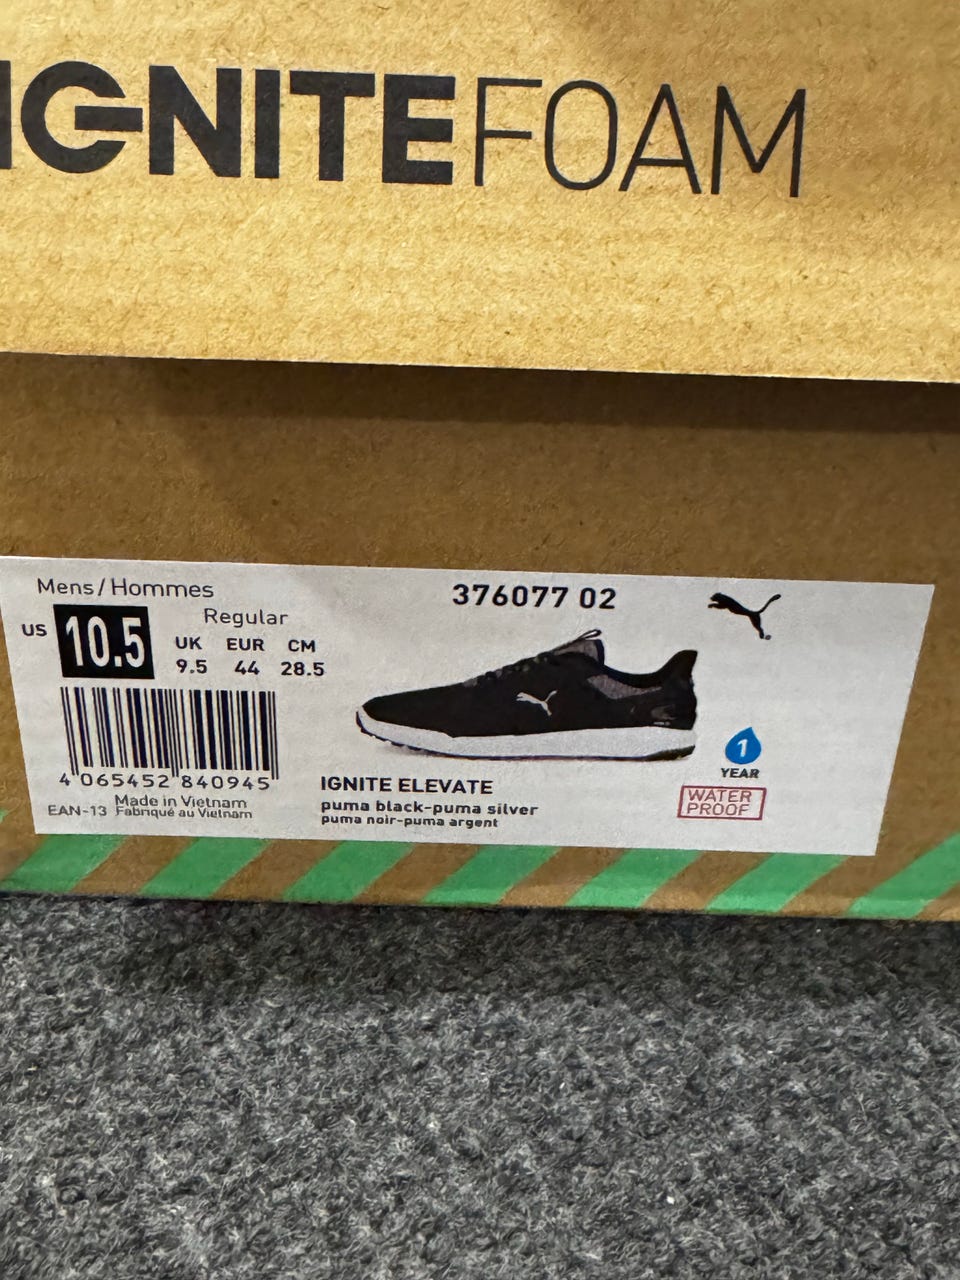 IGNITEFOAM
Mens/Hommes
376077 02
Regular
US 10.5
UK EUR CM
9.5 44 28.5
4 065452 840945
EAN-13 Made in Vietnam
Fabriqué au Vietnam
IGNITE ELEVATE
puma black-puma silver
puma noir-puma argent
1
YEAR
WATER
PROOF